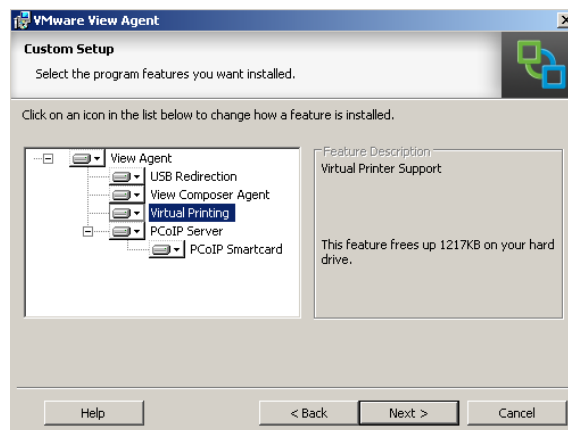 VMware View Agent
Custom Setup
Select the program features you want installed.
Click on an icon in the list below to change how a feature is installed.
View Agent
USB Redirection
View Composer Agent
Virtual Printing
PCoIP Server
PCoIP Smartcard
Feature Description
Virtual Printer Support
This feature frees up 1217KB on your hard
drive.
Help
< Back
Next >
Cancel